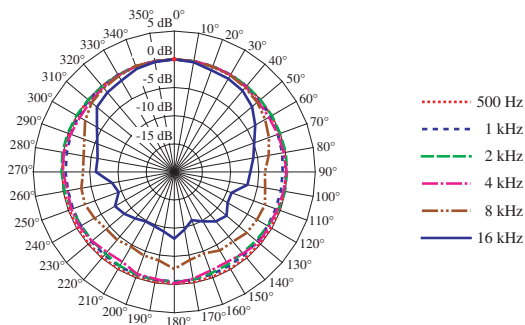 350° 5 dB 0° 10°
340° 20°
330° 0 dB 30°
320° -5 dB 40°
310° 50°
300° -10 dB 60°
290° -15 dB 70°
280° 80°
270° 90°
260° 100°
250° 110°
240° 120°
230° 130°
220° 140°
210° 150°
200° 160°
190° 180° 170°
500 Hz
1 kHz
2 kHz
4 kHz
8 kHz
16 kHz